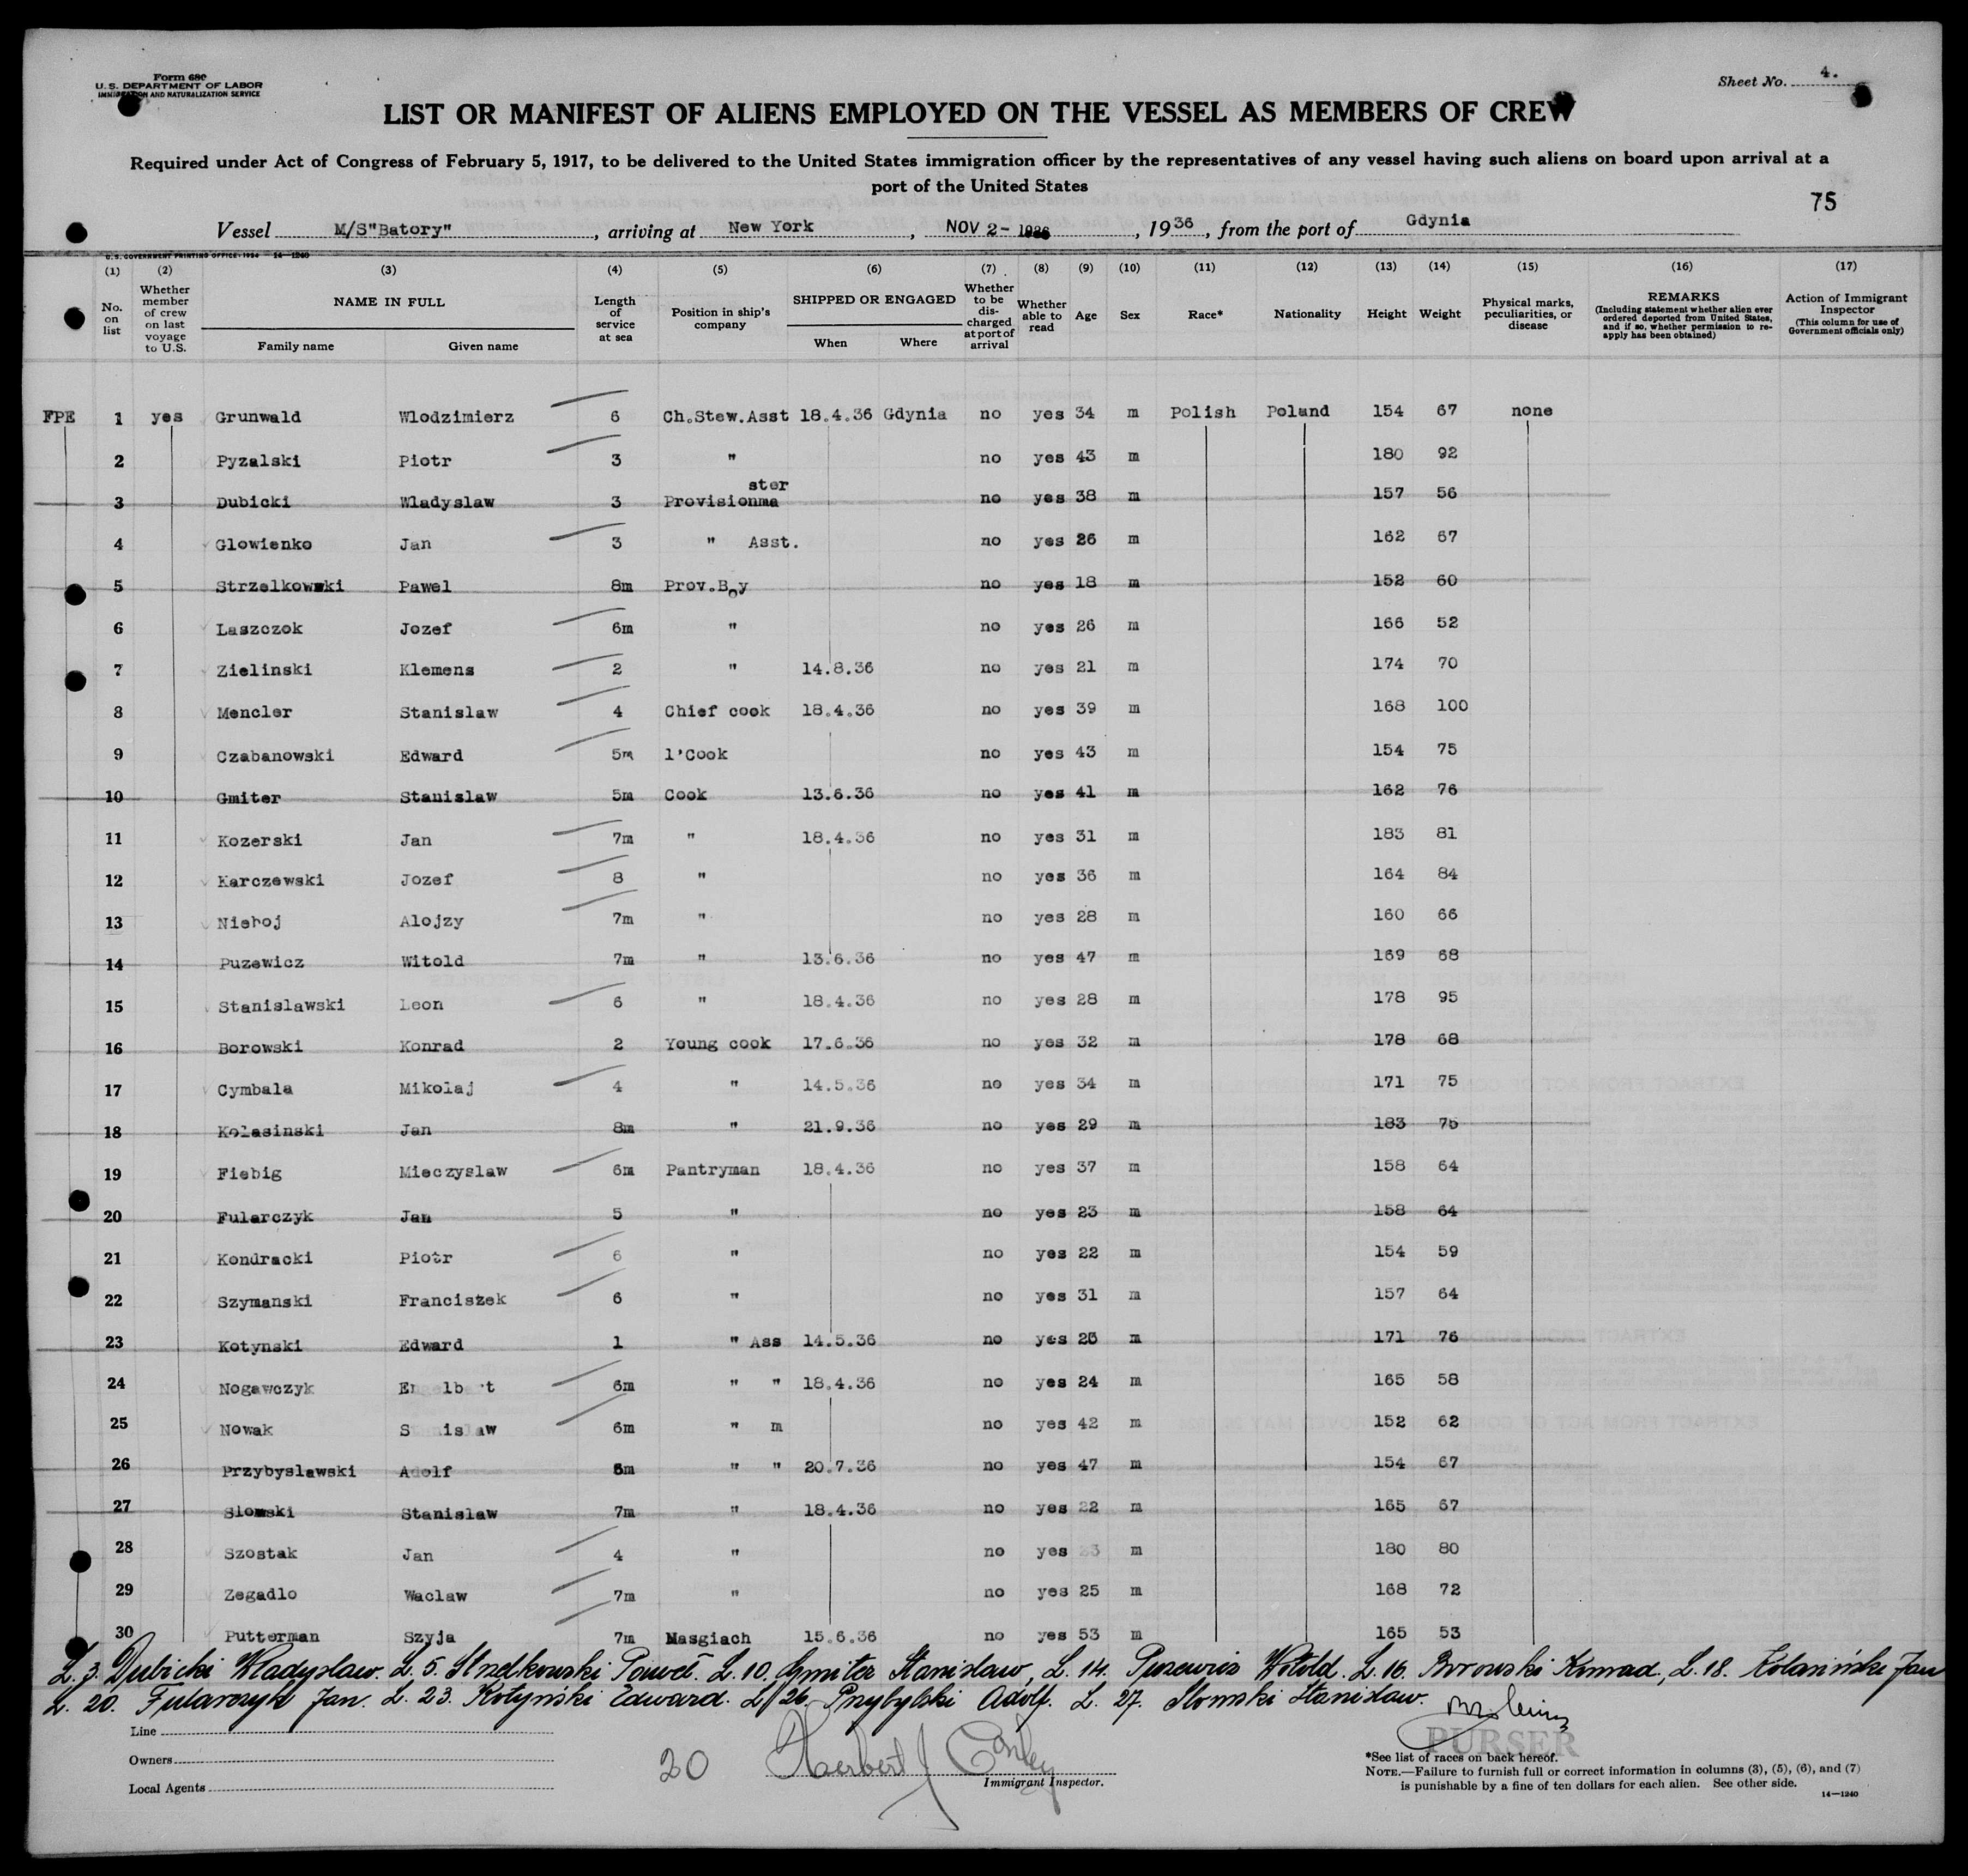 Form 680
U.S. DEPARTMENT OF LABOR
IMMIGRATION AND NATURALIZATION SERVICE
Sheet No. 4.
LIST OR MANIFEST OF ALIENS EMPLOYED ON THE VESSEL AS MEMBERS OF CREW
Required under Act of Congress of February 5, 1917, to be delivered to the United States immigration officer by the representatives of any vessel having such aliens on board upon arrival at a
port of the United States
75
Vessel M/S"Batory", arriving at New York, NOV 2- 1936, 1936, from the port of Gdynia
U.S. GOVERNMENT PRINTING OFFICE: 1934 14-1240
(1) (2) (3) (4) (5) (6) (7) (8) (9) (10) (11) (12) (13) (14) (15) (16) (17)
No. on list
Whether member of crew on last voyage to U.S.
NAME IN FULL
Family name Given name
Length of service at sea
Position in ship's company
SHIPPED OR ENGAGED
When Where
Whether to be discharged at port of arrival
Whether able to read
Age
Sex
Race*
Nationality
Height
Weight
Physical marks, peculiarities, or disease
REMARKS
(Including statement whether alien ever ordered deported from United States, and if so, whether permission to reapply has been obtained)
Action of Immigrant Inspector
(This column for use of Government officials only)
FPE 1 yes Grunwald Wlodzimierz 6 Ch.Stew.Asst 18.4.36 Gdynia no yes 34 m Polish Poland 154 67 none
2 Pyzalski Piotr 3 " no yes 43 m 180 92
3 Dubicki Wladyslaw 3 Provisionma ster no yes 38 m 157 56
4 Glowienko Jan 3 " Asst. no yes 26 m 162 67
5 Strzelkowski Pawel 8m Prov.Boy no yes 18 m 152 60
6 Laszczok Jozef 6m " no yes 26 m 166 52
7 Zielinski Klemens 2 " 14.8.36 no yes 21 m 174 70
8 Mencler Stanislaw 4 Chief cook 18.4.36 no yes 39 m 168 100
9 Czabanowski Edward 5m 1'Cook no yes 43 m 154 75
10 Gmiter Stanislaw 5m Cook 13.6.36 no yes 41 m 162 76
11 Kozerski Jan 7m " 18.4.36 no yes 31 m 183 81
12 Karczewski Jozef 8 " no yes 36 m 164 84
13 Nieboj Alojzy 7m " no yes 28 m 160 66
14 Puzewicz Witold 7m " 13.6.36 no yes 47 m 169 68
15 Stanislawski Leon 6 " 18.4.36 no yes 28 m 178 95
16 Borowski Konrad 2 Young cook 17.6.36 no yes 32 m 178 68
17 Cymbala Mikolaj 4 " 14.5.36 no yes 34 m 171 75
18 Kolasinski Jan 8m " 21.9.36 no yes 29 m 183 75
19 Fiebig Mieczyslaw 6m Pantryman 18.4.36 no yes 37 m 158 64
20 Fularczyk Jan 5 " no yes 23 m 158 64
21 Kondracki Piotr 6 " no yes 22 m 154 59
22 Szymanski Franciszek 6 " no yes 31 m 157 64
23 Kotynski Edward 1 " Ass 14.5.36 no yes 25 m 171 76
24 Nogawczyk 6m " " 18.4.36 no yes 24 m 165 58
25 Nowak 6m " m no yes 42 m 152 62
26 Przybyslawski Adolf " " 20.7.36 no yes 47 m 154 67
27 Slomski Stanislaw 7m " 18.4.36 no yes 22 m 165 67
28 Szostak Jan 4 " no yes 23 m 180 80
29 Zegadlo Waclaw 7m " no yes 25 m 168 72
30 Putterman Szyja 7m Masgiach 15.6.36 no yes 53 m 165 53
L. 3. Dubicki Wladyslaw. L. 5. Strzelkowski Paweł. L. 10. Gmiter Stanislaw, L. 14. Puzewicz Witold. L. 16. Borowski Konrad, L. 18. Kolasiński Jan
L. 20. Fularczyk Jan. L. 23. Kotyński Edward. L. 26. Przybylski Adolf. L. 27. Slomski Stanislaw.
PURSER
Line
Owners
Local Agents
20 Herbert J
Immigrant Inspector.
*See list of races on back hereof.
NOTE.—Failure to furnish full or correct information in columns (3), (5), (6), and (7)
is punishable by a fine of ten dollars for each alien. See other side.
14—1240